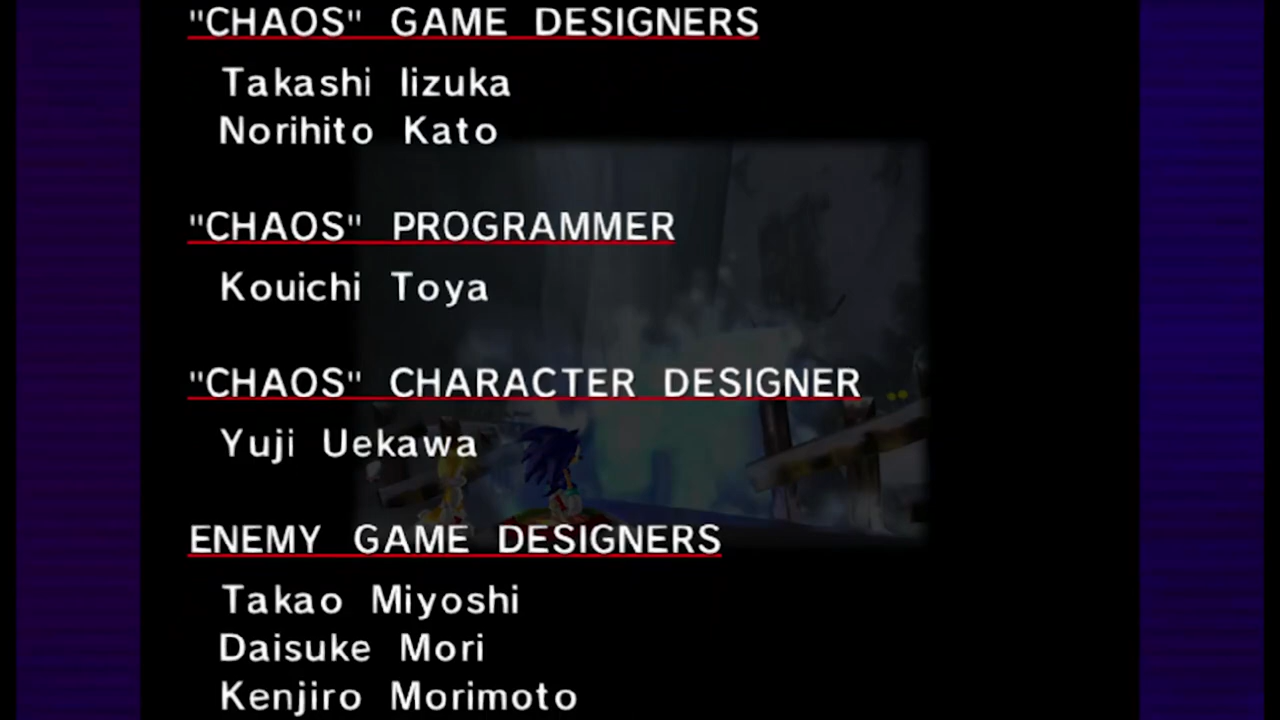 "CHAOS" GAME DESIGNERS
Takashi Iizuka
Norihito Kato
"CHAOS" PROGRAMMER
Kouichi Toya
"CHAOS" CHARACTER DESIGNER
Yuji Uekawa
ENEMY GAME DESIGNERS
Takao Miyoshi
Daisuke Mori
Kenjiro Morimoto